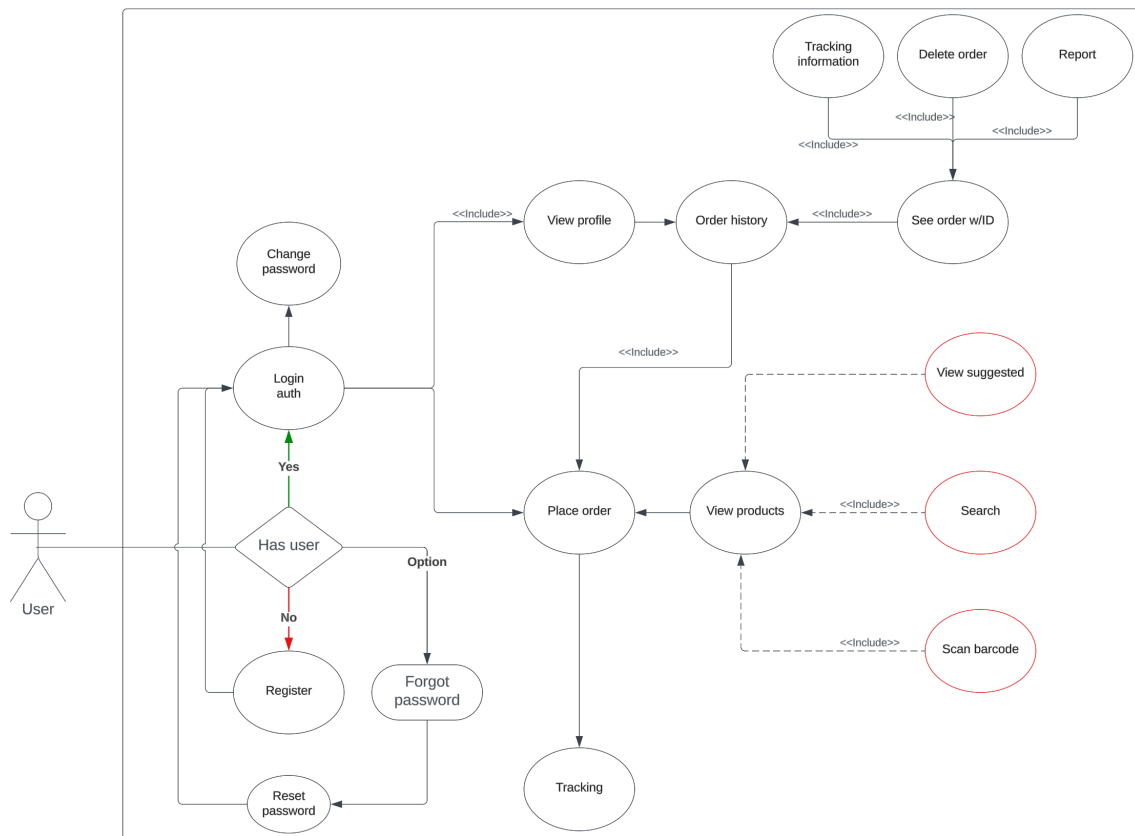 Tracking
information
Delete order
Report
<<Include>>
<<Include>>
<<Include>>
<<Include>>
View profile
Order history
<<Include>>
See order w/ID
Change
password
<<Include>>
Login
auth
View suggested
Yes
Place order
View products
<<Include>>
Search
Has user
Option
User
No
<<Include>>
Scan barcode
Register
Forgot
password
Tracking
Reset
password